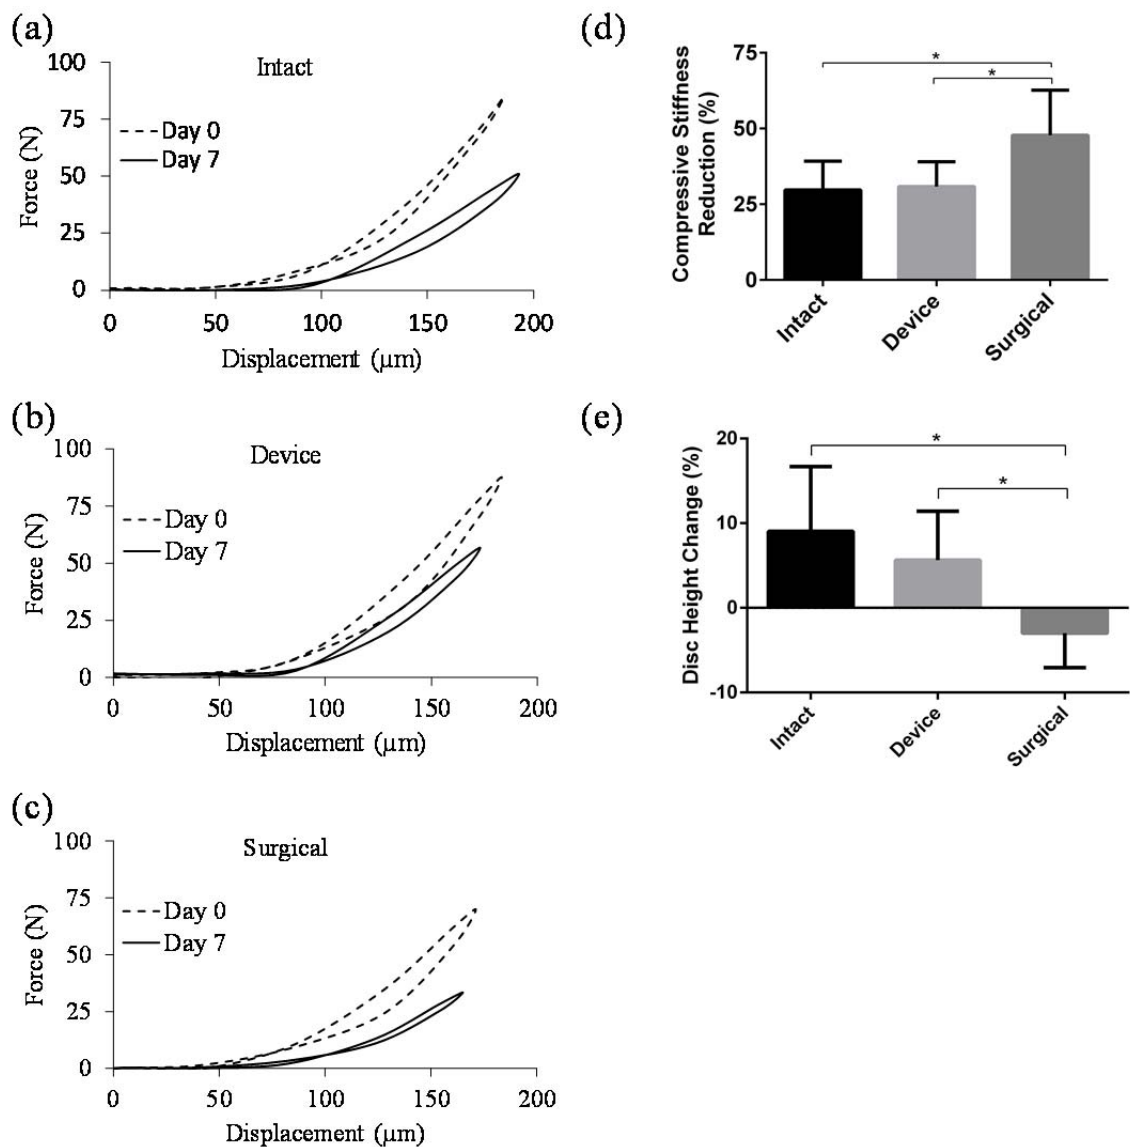 (a)
Intact
100
75
50
25
0
Force (N)
Day 0
Day 7
0 50 100 150 200
Displacement (μm)
(b)
Device
100
75
50
25
0
Force (N)
Day 0
Day 7
0 50 100 150 200
Displacement (μm)
(c)
Surgical
100
75
50
25
0
Force (N)
Day 0
Day 7
0 50 100 150 200
Displacement (μm)
(d)
Compressive Stiffness
Reduction (%)
75
50
25
0
*
*
Intact Device Surgical
(e)
Disc Height Change (%)
20
10
0
-10
*
*
Intact Device Surgical